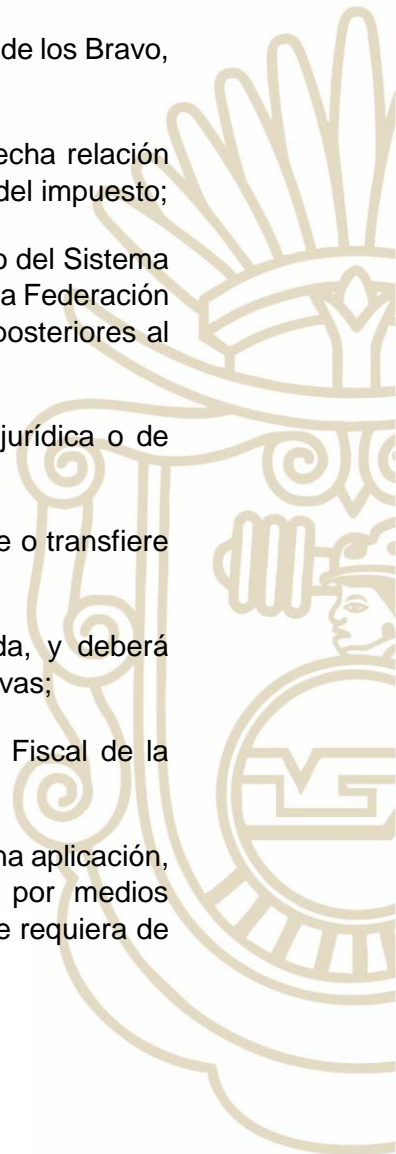 de los Bravo,
echa relación
del impuesto;
o del Sistema
a Federación
posteriores al
jurídica o de
e o transfiere
da, y deberá
vas;
Fiscal de la
na aplicación,
por medios
e requiera de